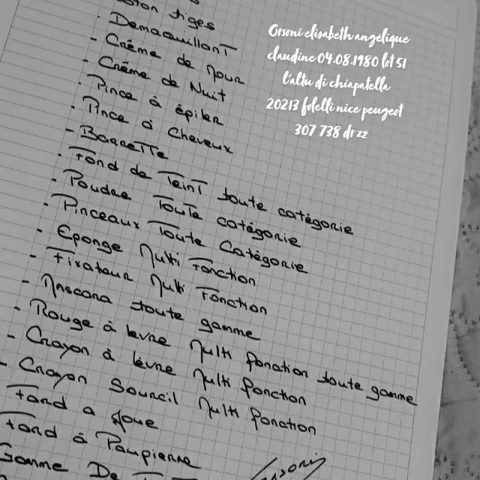 tiges
- Demaquillant
- Crème de Jour
- Crème de Nuit
- Pince à épiler
- Pince à Cheveux
- Barrette
- Fond de Teint toute catégorie
- Poudre Toute catégorie
- Pinceaux Toute Catégorie
- Eponge Multi Fonction
- Fixateur Multi Fonction
- Mascara toute gamme
- Rouge à levre Multi fonction toute gamme
- Crayon à lèvre Multi fonction
- Crayon Sourcil Multi fonction
Fard a Joue
Fard à Paupierre
Gamme De
Orsoni elisabeth angelique
claudine 04.08.1980 lot 51
l'altu di chiapatella
20213 folelli nice peugeot
307 738 dr zz